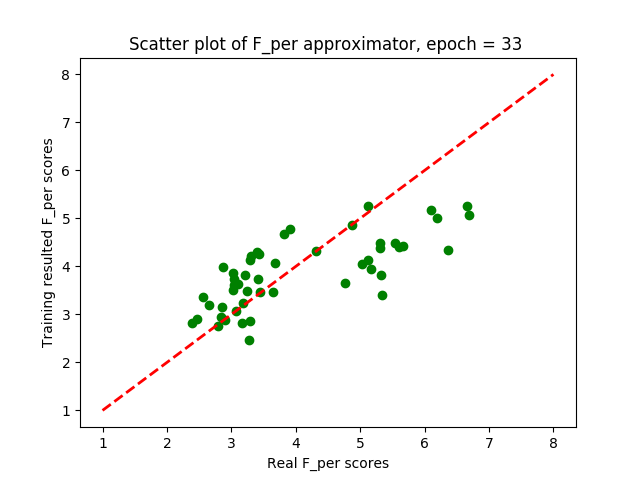 Scatter plot of F_per approximator, epoch = 33
8
7
6
5
4
3
2
1
Training resulted F_per scores
1 2 3 4 5 6 7 8
Real F_per scores